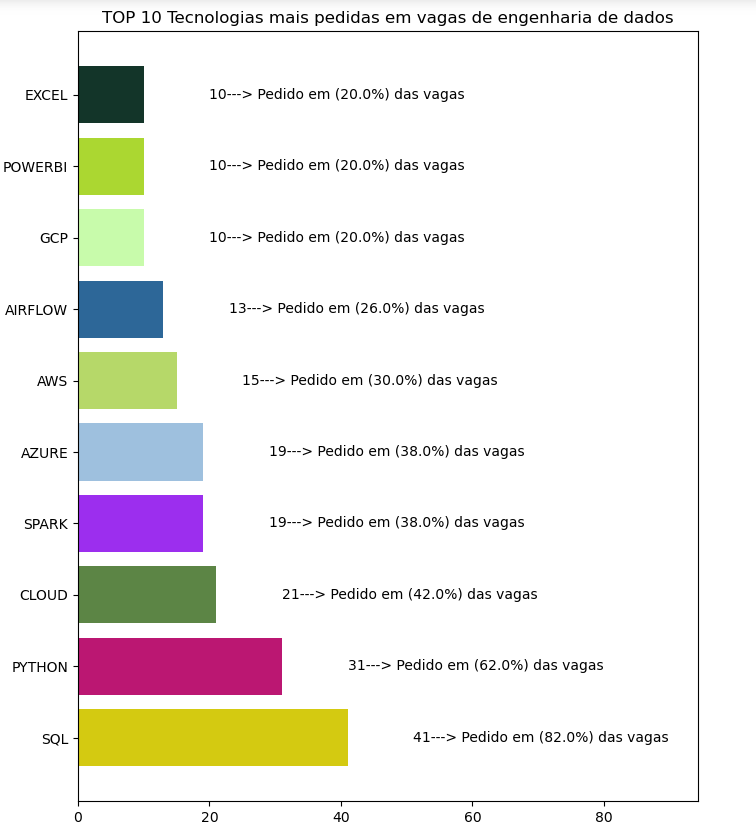 TOP 10 Tecnologias mais pedidas em vagas de engenharia de dados
EXCEL 10---> Pedido em (20.0%) das vagas
POWERBI 10---> Pedido em (20.0%) das vagas
GCP 10---> Pedido em (20.0%) das vagas
AIRFLOW 13---> Pedido em (26.0%) das vagas
AWS 15---> Pedido em (30.0%) das vagas
AZURE 19---> Pedido em (38.0%) das vagas
SPARK 19---> Pedido em (38.0%) das vagas
CLOUD 21---> Pedido em (42.0%) das vagas
PYTHON 31---> Pedido em (62.0%) das vagas
SQL 41---> Pedido em (82.0%) das vagas
0 20 40 60 80